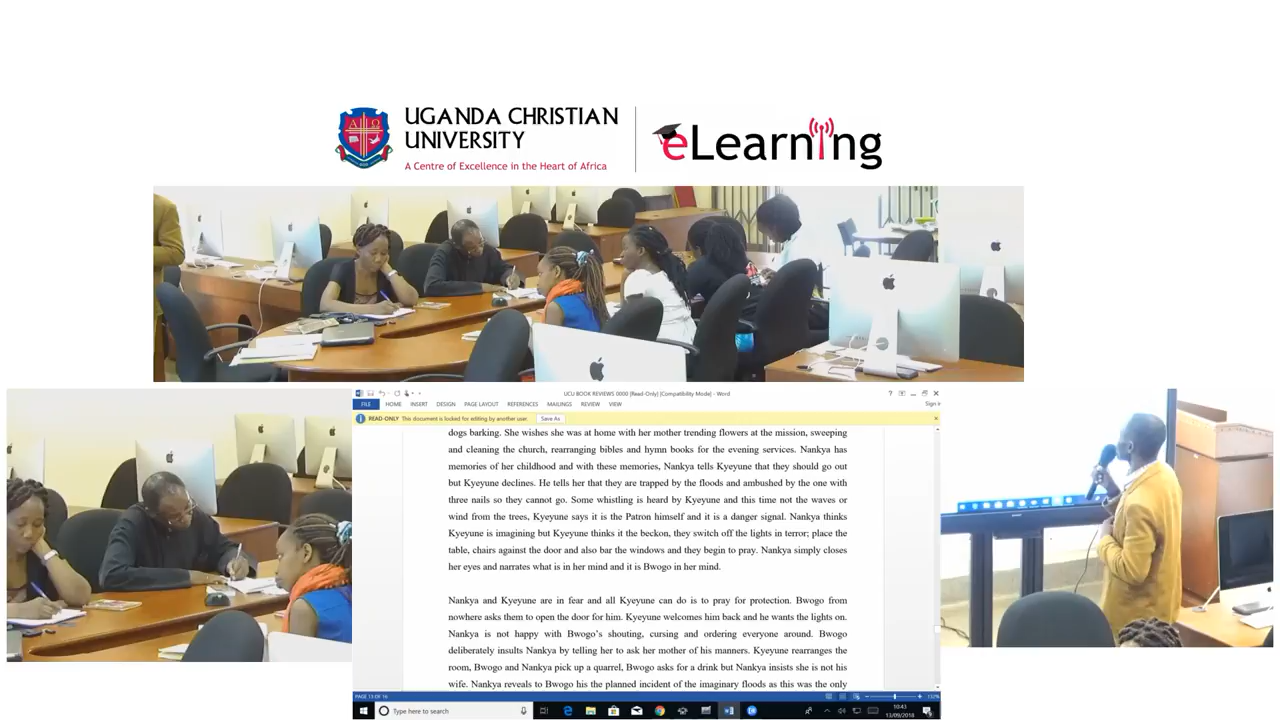 UGANDA CHRISTIAN
UNIVERSITY
A Centre of Excellence in the Heart of Africa
eLearning
UCU BOOK REVIEWS 0000 [Read-Only] [Compatibility Mode] - Word
FILE HOME INSERT DESIGN PAGE LAYOUT REFERENCES MAILINGS REVIEW VIEW Sign in
READ-ONLY This document is locked for editing by another user. Save As
dogs barking. She wishes she was at home with her mother trending flowers at the mission, sweeping
and cleaning the church, rearranging bibles and hymn books for the evening services. Nankya has
memories of her childhood and with these memories, Nankya tells Kyeyune that they should go out
but Kyeyune declines. He tells her that they are trapped by the floods and ambushed by the one with
three nails so they cannot go. Some whistling is heard by Kyeyune and this time not the waves or
wind from the trees, Kyeyune says it is the Patron himself and it is a danger signal. Nankya thinks
Kyeyune is imagining but Kyeyune thinks it the beckon, they switch off the lights in terror; place the
table, chairs against the door and also bar the windows and they begin to pray. Nankya simply closes
her eyes and narrates what is in her mind and it is Bwogo in her mind.
Nankya and Kyeyune are in fear and all Kyeyune can do is to pray for protection. Bwogo from
nowhere asks them to open the door for him. Kyeyune welcomes him back and he wants the lights on.
Nankya is not happy with Bwogo's shouting, cursing and ordering everyone around. Bwogo
deliberately insults Nankya by telling her to ask her mother of his manners. Kyeyune rearranges the
room, Bwogo and Nankya pick up a quarrel, Bwogo asks for a drink but Nankya insists she is not his
wife. Nankya reveals to Bwogo his the planned incident of the imaginary floods as this was the only
PAGE 13 OF 16 132%
Type here to search
10:43
13/09/2018